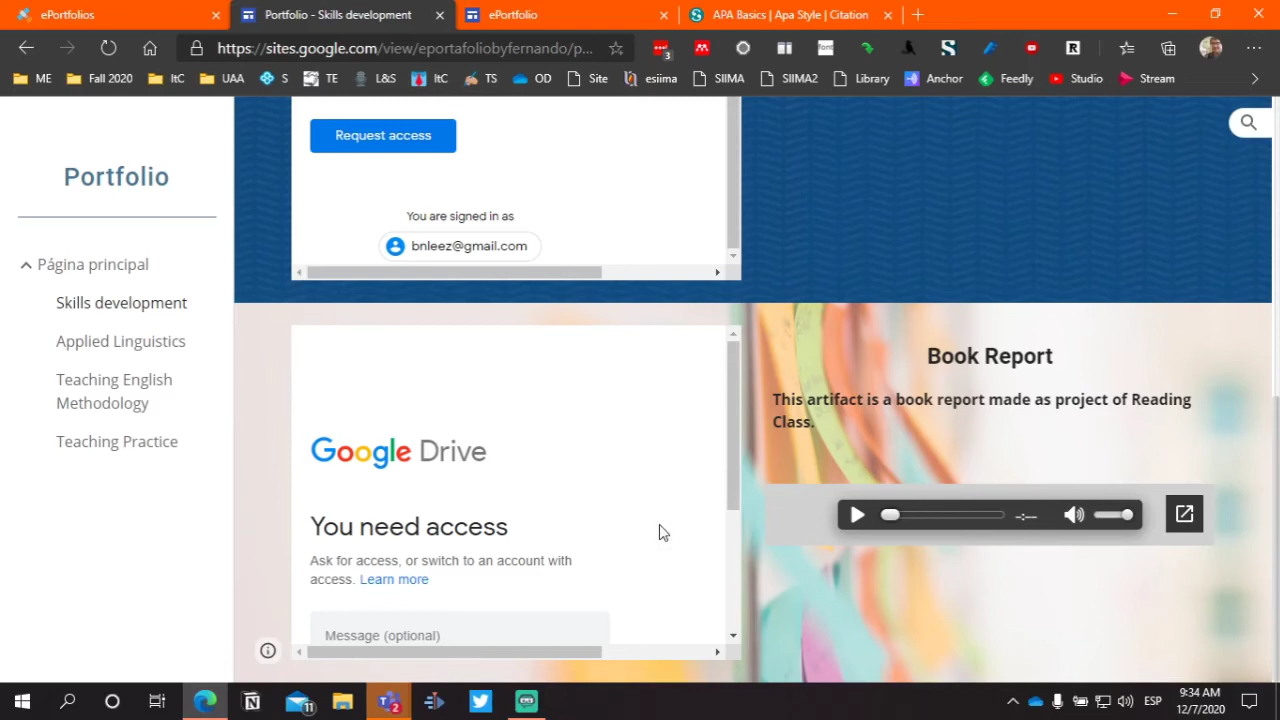 ePortfolios
Portfolio - Skills development
ePortfolio
APA Basics | Apa Style | Citation
https://sites.google.com/view/eportafoliobyfernando/p...
3
font
R
ME
Fall 2020
ItC
UAA
S
TE
L&S
ItC
TS
OD
Site
esiima
SIIMA
SIIMA2
Library
Anchor
Feedly
Studio
Stream
Portfolio
Página principal
Skills development
Applied Linguistics
Teaching English
Methodology
Teaching Practice
Request access
You are signed in as
bnleez@gmail.com
Google Drive
You need access
Ask for access, or switch to an account with
access. Learn more
Message (optional)
Book Report
This artifact is a book report made as project of Reading
Class.
-:--
11
2
ESP
9:34 AM
12/7/2020